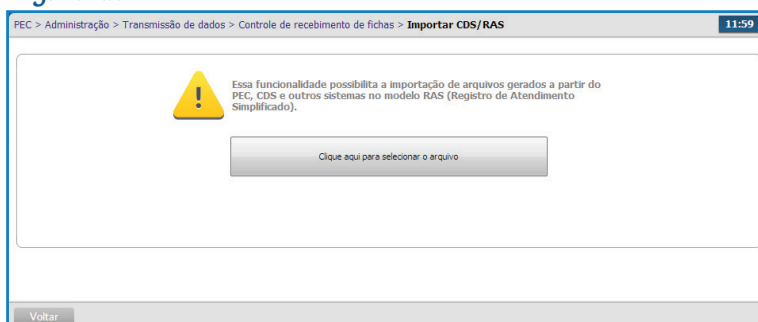 PEC > Administração > Transmissão de dados > Controle de recebimento de fichas > Importar CDS/RAS
11:59
Essa funcionalidade possibilita a importação de arquivos gerados a partir do
PEC, CDS e outros sistemas no modelo RAS (Registro de Atendimento
Simplificado).
Clique aqui para selecionar o arquivo
Voltar